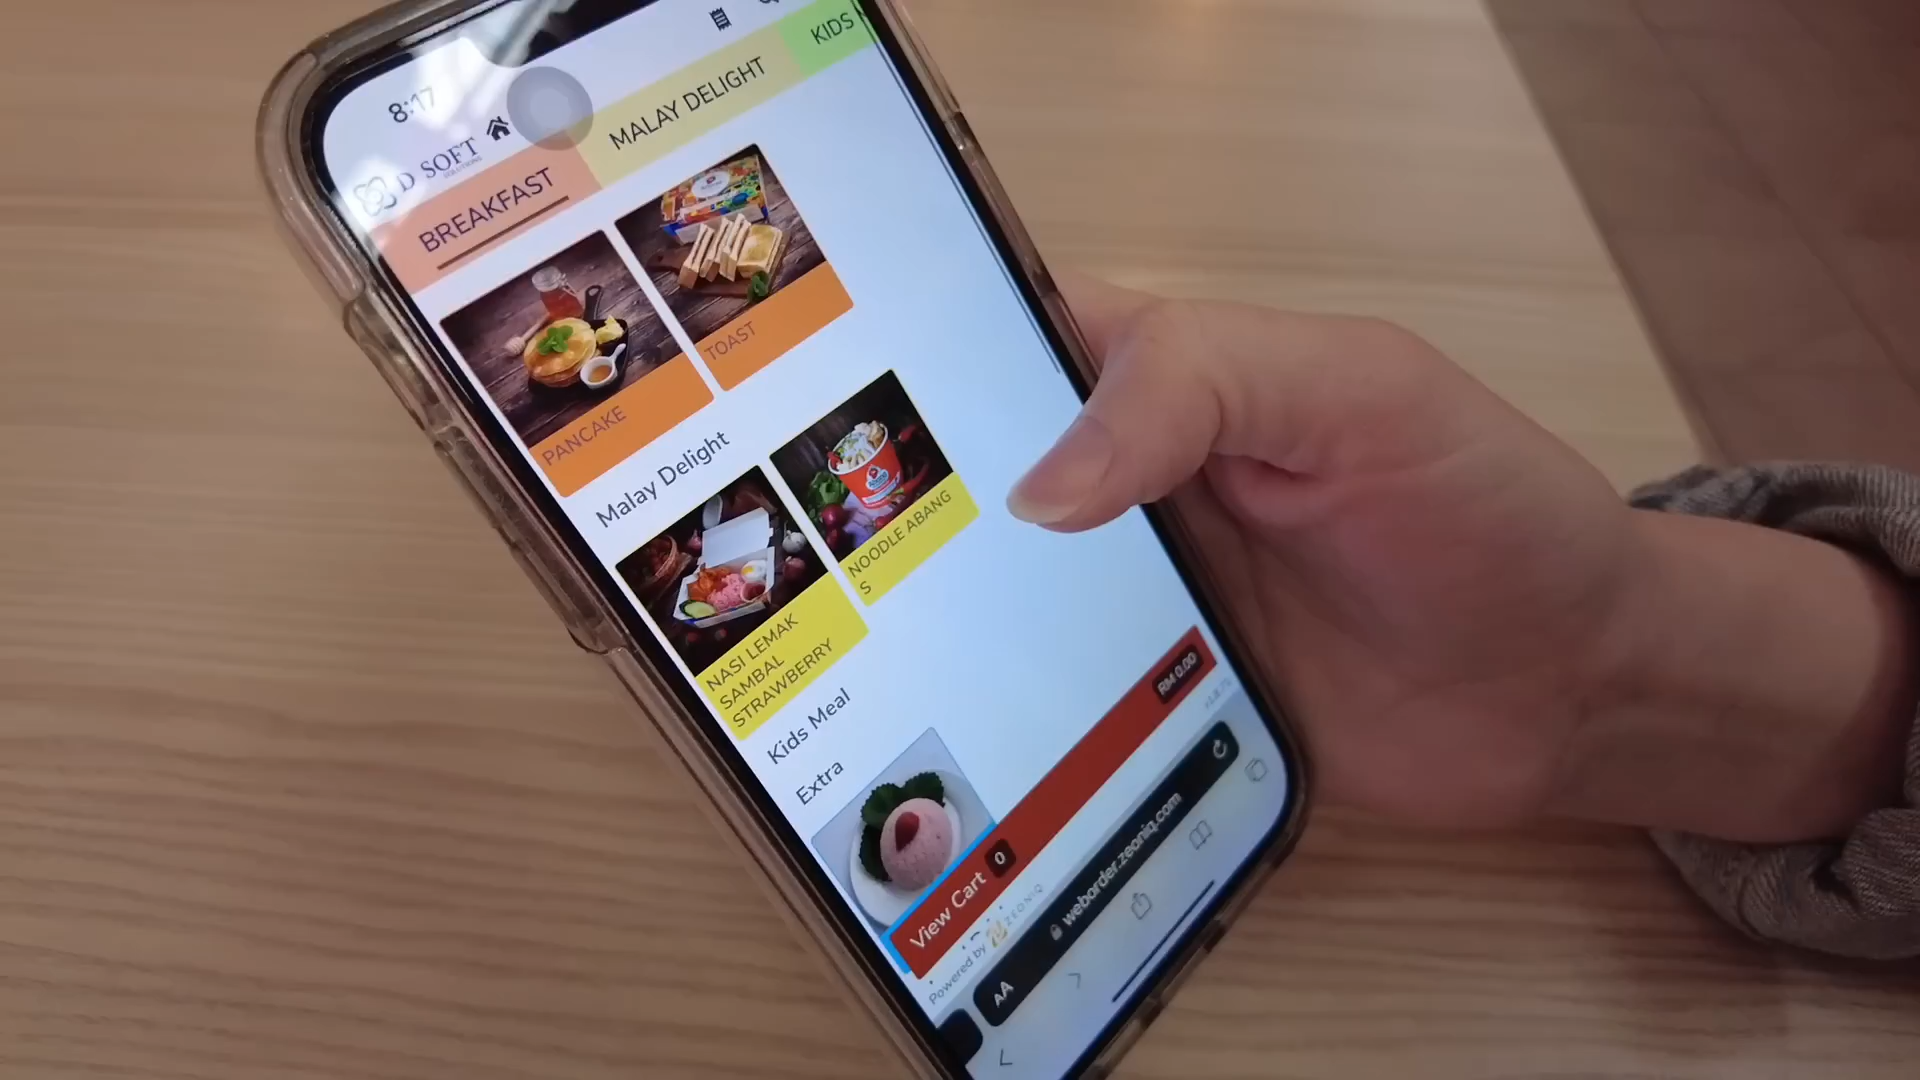 8:17
D SOFT
SOLUTIONS
BREAKFAST
MALAY DELIGHT
KIDS
PANCAKE
TOAST
Malay Delight
NASI LEMAK
SAMBAL
STRAWBERRY
NOODLE ABANG
S
Kids Meal
Extra
View Cart 0
RM 0.00
Powered by ZEONIQ
AA
weborder.zeoniq.com